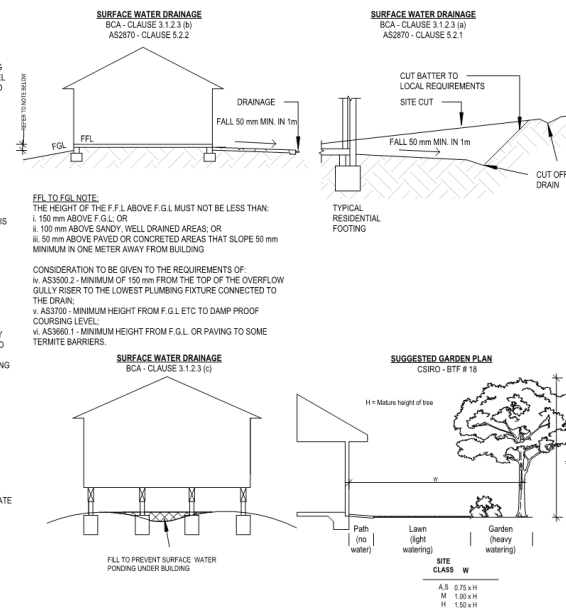 SURFACE WATER DRAINAGE
BCA - CLAUSE 3.1.2.3 (b)
AS2870 - CLAUSE 5.2.2
REFER TO NOTE BELOW
FGL
FFL
DRAINAGE
FALL 50 mm MIN. IN 1m
SURFACE WATER DRAINAGE
BCA - CLAUSE 3.1.2.3 (a)
AS2870 - CLAUSE 5.2.1
CUT BATTER TO
LOCAL REQUIREMENTS
SITE CUT
FALL 50 mm MIN. IN 1m
CUT OFF
DRAIN
TYPICAL
RESIDENTIAL
FOOTING
FFL TO FGL NOTE:
THE HEIGHT OF THE F.F.L ABOVE F.G.L MUST NOT BE LESS THAN:
i. 150 mm ABOVE F.G.L; OR
ii. 100 mm ABOVE SANDY, WELL DRAINED AREAS; OR
iii. 50 mm ABOVE PAVED OR CONCRETED AREAS THAT SLOPE 50 mm
MINIMUM IN ONE METER AWAY FROM BUILDING
CONSIDERATION TO BE GIVEN TO THE REQUIREMENTS OF:
iv. AS3500.2 - MINIMUM OF 150 mm FROM THE TOP OF THE OVERFLOW
GULLY RISER TO THE LOWEST PLUMBING FIXTURE CONNECTED TO
THE DRAIN;
v. AS3700 - MINIMUM HEIGHT FROM F.G.L ETC TO DAMP PROOF
COURSING LEVEL;
vi. AS3660.1 - MINIMUM HEIGHT FROM F.G.L. OR PAVING TO SOME
TERMITE BARRIERS.
SURFACE WATER DRAINAGE
BCA - CLAUSE 3.1.2.3 (c)
FILL TO PREVENT SURFACE WATER
PONDING UNDER BUILDING
SUGGESTED GARDEN PLAN
CSIRO - BTF # 18
H = Mature height of tree
W
Path
(no
water)
Lawn
(light
watering)
Garden
(heavy
watering)
SITE
CLASS W
A,S 0.75 x H
M 1.00 x H
H 1.50 x H